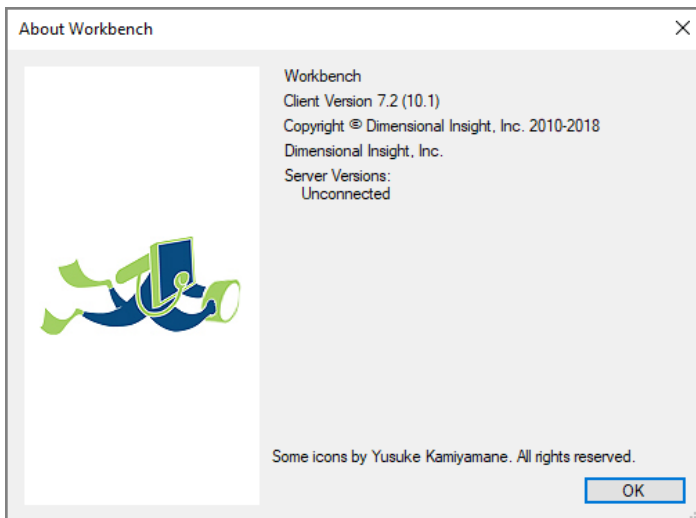 About Workbench
Workbench
Client Version 7.2 (10.1)
Copyright © Dimensional Insight, Inc. 2010-2018
Dimensional Insight, Inc.
Server Versions:
Unconnected
Some icons by Yusuke Kamiyamane. All rights reserved.
OK